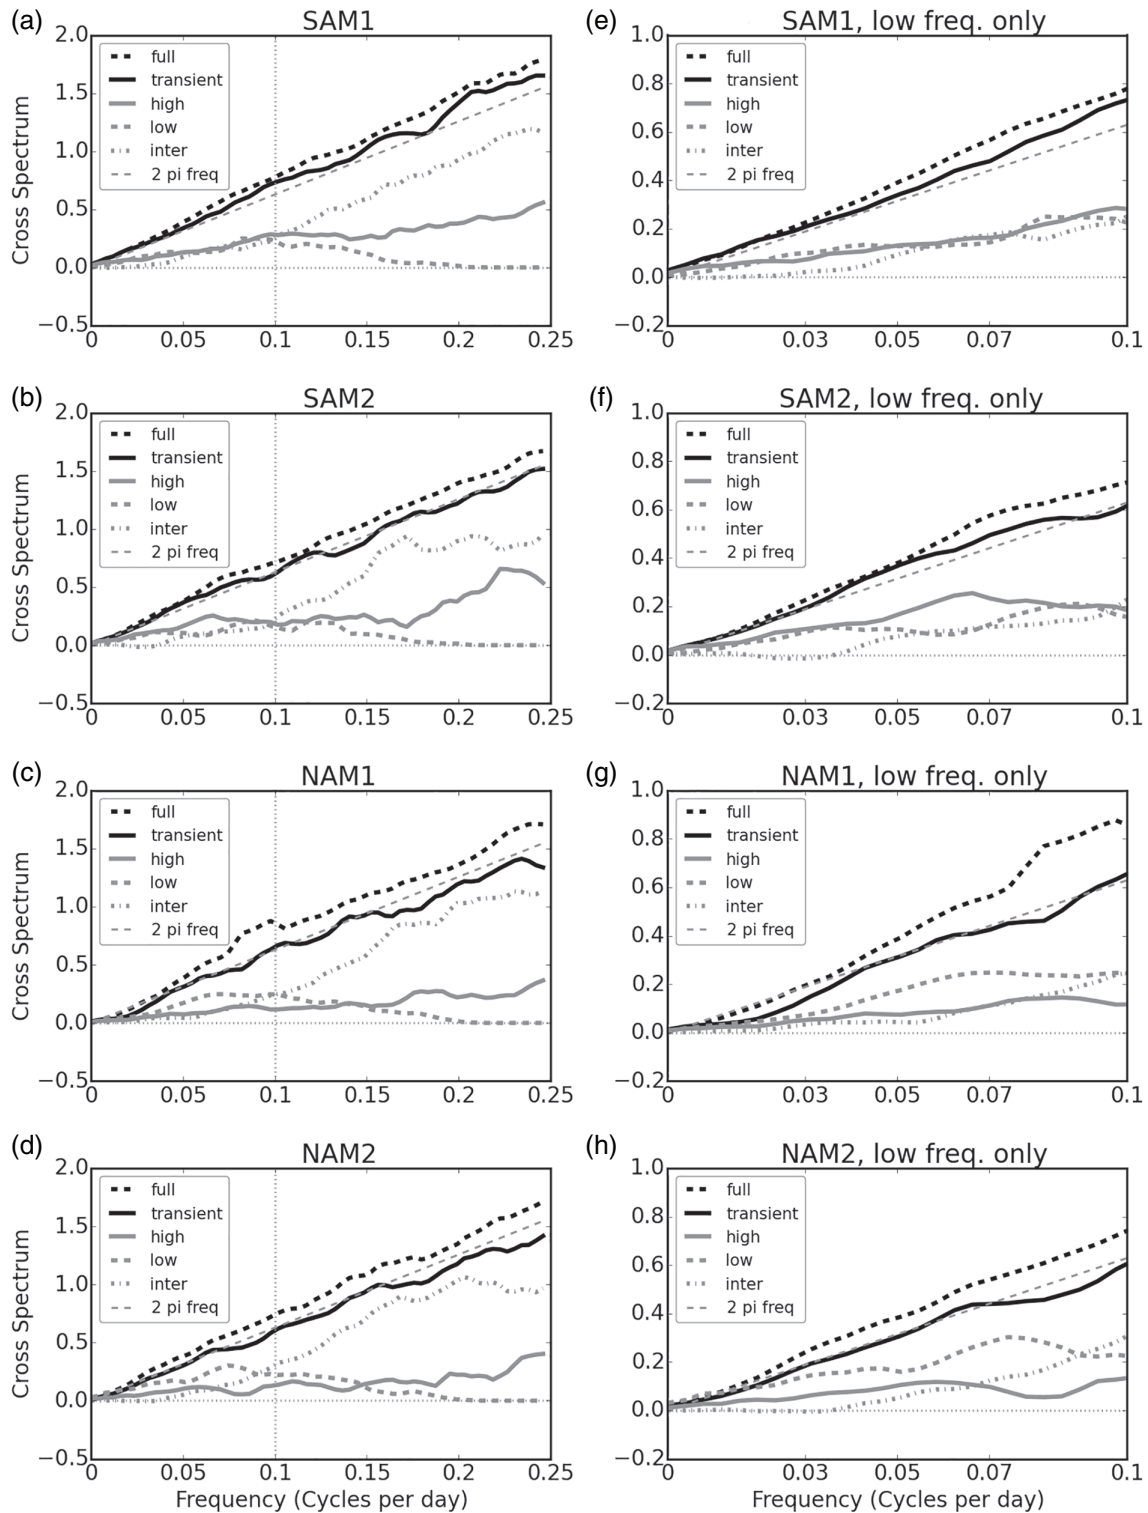 (a) SAM1
2.0
1.5
1.0
0.5
0.0
−0.5
Cross Spectrum
full
transient
high
low
inter
2 pi freq
0 0.05 0.1 0.15 0.2 0.25
(e) SAM1, low freq. only
1.0
0.8
0.6
0.4
0.2
0.0
−0.2
full
transient
high
low
inter
2 pi freq
0 0.03 0.05 0.07 0.1
(b) SAM2
2.0
1.5
1.0
0.5
0.0
−0.5
Cross Spectrum
full
transient
high
low
inter
2 pi freq
0 0.05 0.1 0.15 0.2 0.25
(f) SAM2, low freq. only
1.0
0.8
0.6
0.4
0.2
0.0
−0.2
full
transient
high
low
inter
2 pi freq
0 0.03 0.05 0.07 0.1
(c) NAM1
2.0
1.5
1.0
0.5
0.0
−0.5
Cross Spectrum
full
transient
high
low
inter
2 pi freq
0 0.05 0.1 0.15 0.2 0.25
(g) NAM1, low freq. only
1.0
0.8
0.6
0.4
0.2
0.0
−0.2
full
transient
high
low
inter
2 pi freq
0 0.03 0.05 0.07 0.1
(d) NAM2
2.0
1.5
1.0
0.5
0.0
−0.5
Cross Spectrum
full
transient
high
low
inter
2 pi freq
0 0.05 0.1 0.15 0.2 0.25
Frequency (Cycles per day)
(h) NAM2, low freq. only
1.0
0.8
0.6
0.4
0.2
0.0
−0.2
full
transient
high
low
inter
2 pi freq
0 0.03 0.05 0.07 0.1
Frequency (Cycles per day)